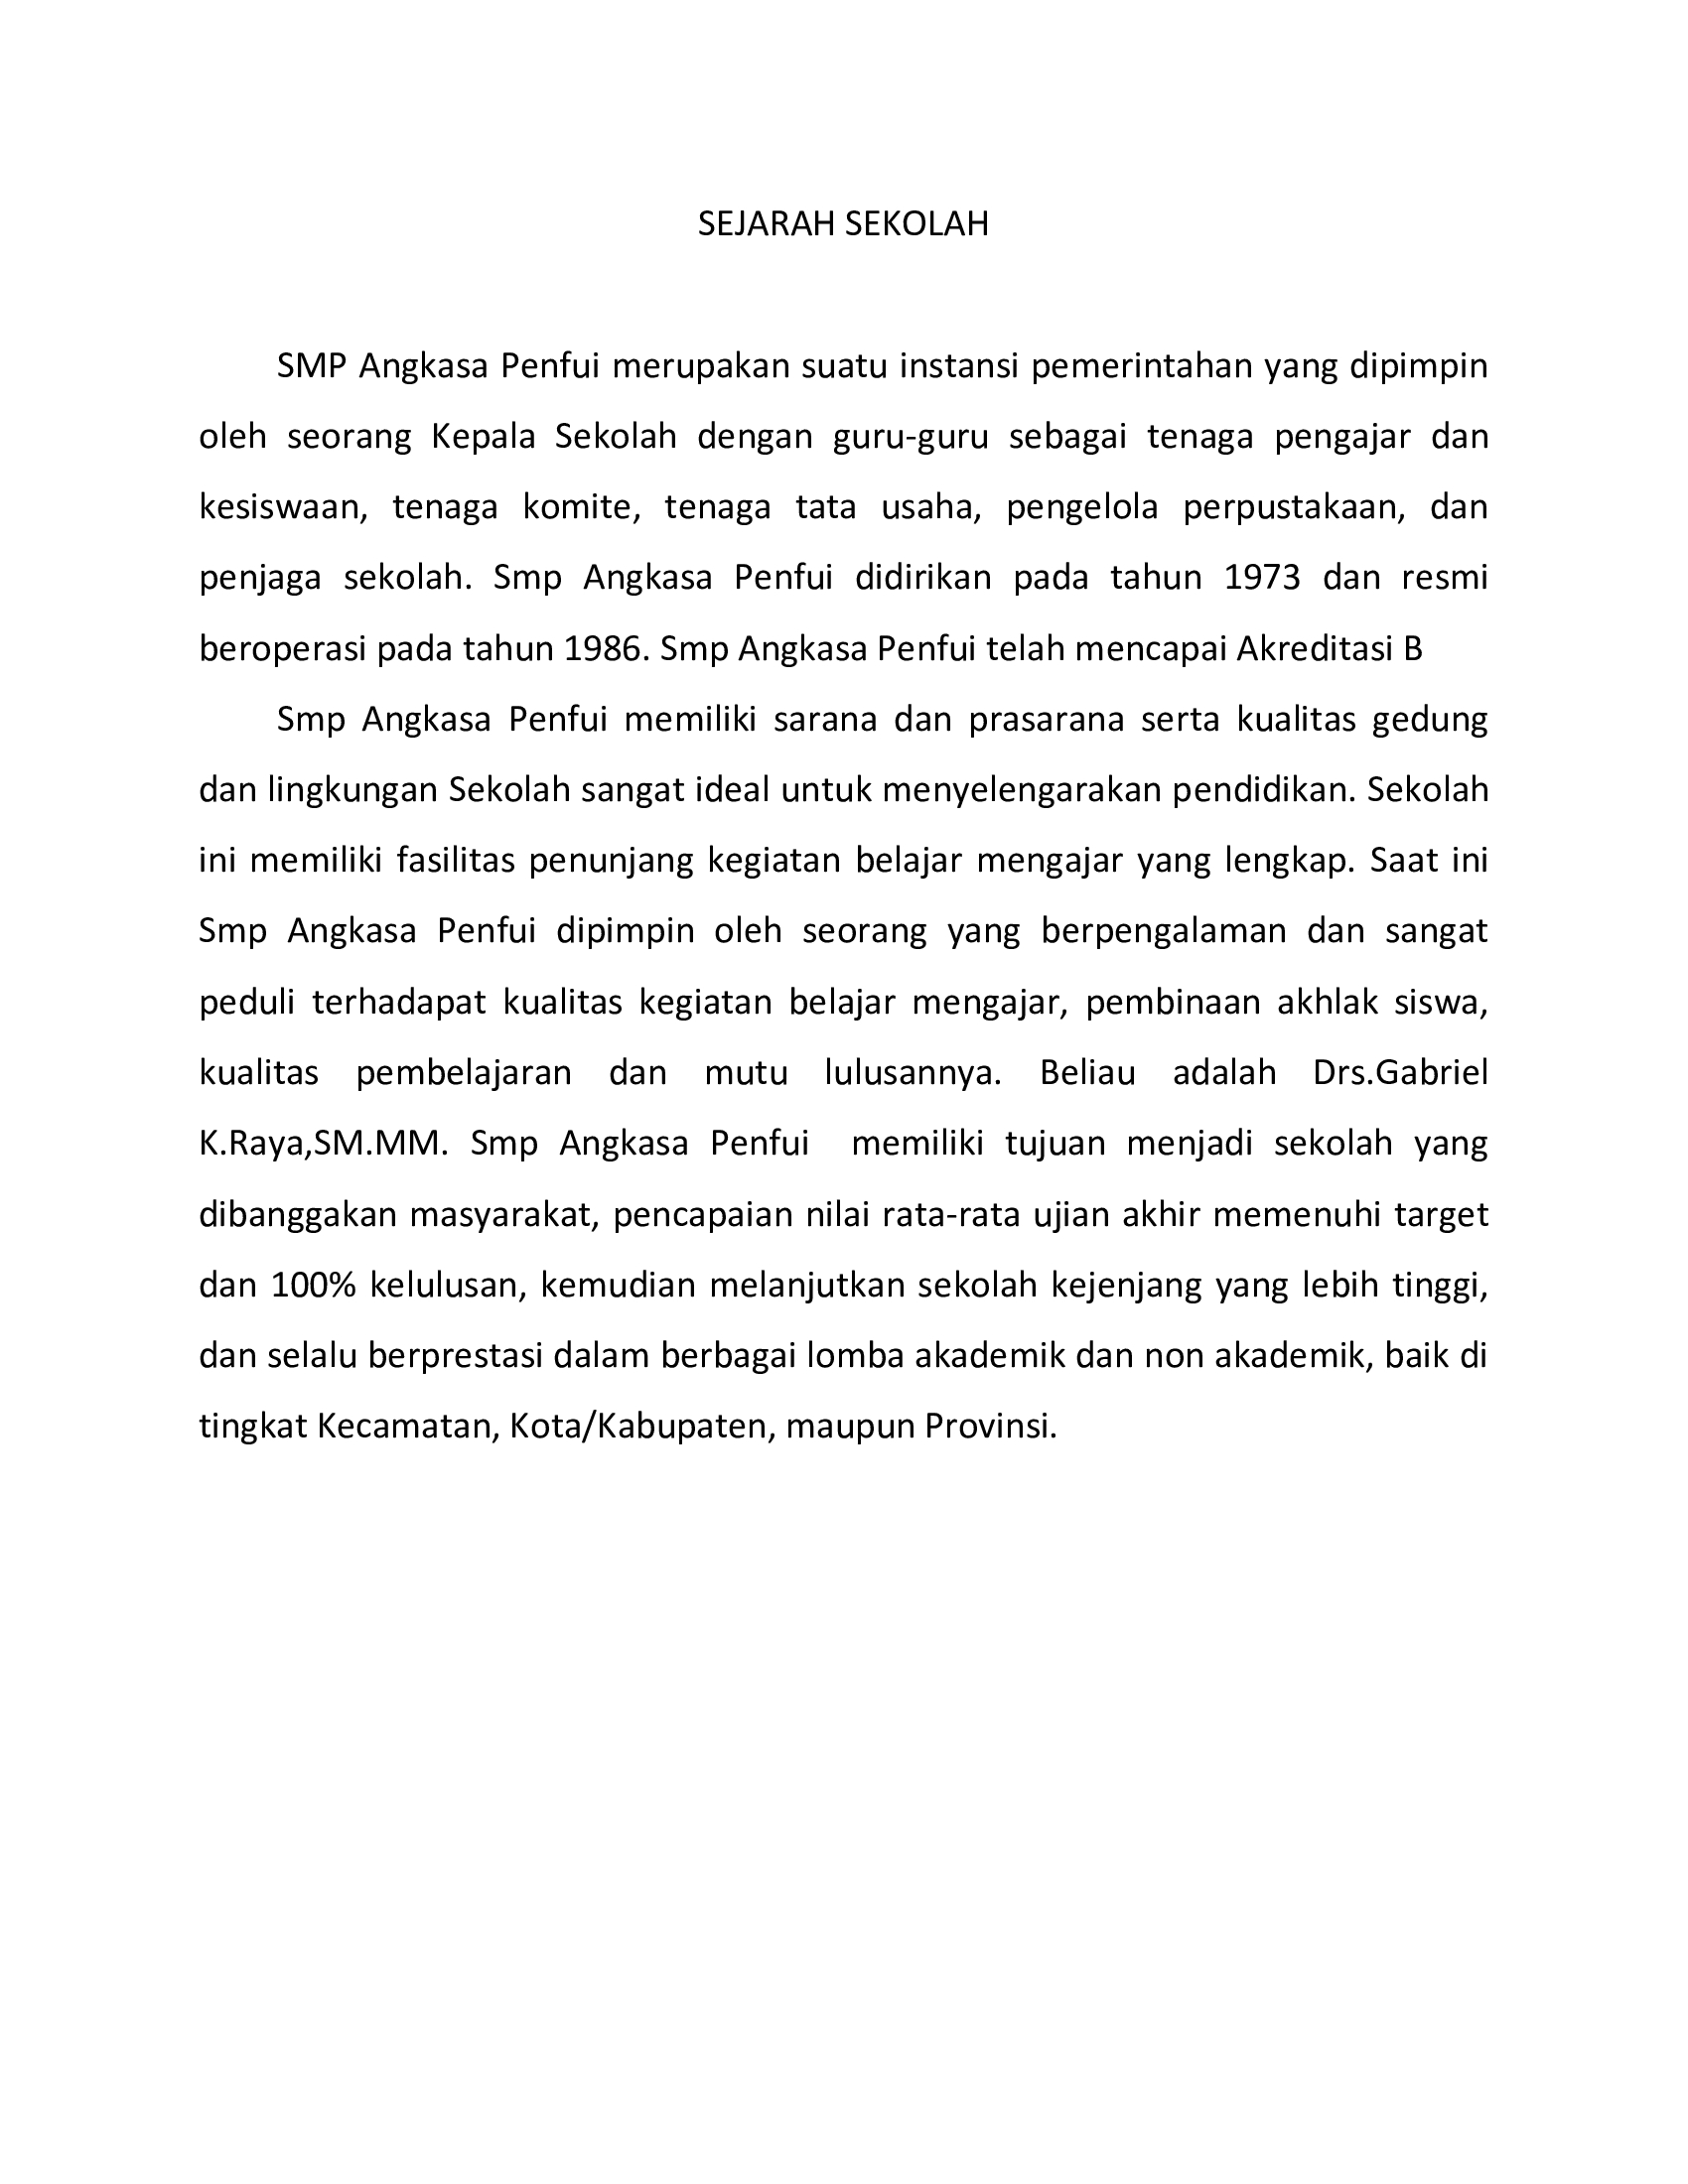 SEJARAH SEKOLAH
SMP Angkasa Penfui merupakan suatu instansi pemerintahan yang dipimpin
oleh seorang Kepala Sekolah dengan guru-guru sebagai tenaga pengajar dan
kesiswaan, tenaga komite, tenaga tata usaha, pengelola perpustakaan, dan
penjaga sekolah. Smp Angkasa Penfui didirikan pada tahun 1973 dan resmi
beroperasi pada tahun 1986. Smp Angkasa Penfui telah mencapai Akreditasi B
Smp Angkasa Penfui memiliki sarana dan prasarana serta kualitas gedung
dan lingkungan Sekolah sangat ideal untuk menyelengarakan pendidikan. Sekolah
ini memiliki fasilitas penunjang kegiatan belajar mengajar yang lengkap. Saat ini
Smp Angkasa Penfui dipimpin oleh seorang yang berpengalaman dan sangat
peduli terhadapat kualitas kegiatan belajar mengajar, pembinaan akhlak siswa,
kualitas pembelajaran dan mutu lulusannya. Beliau adalah Drs.Gabriel
K.Raya,SM.MM. Smp Angkasa Penfui  memiliki tujuan menjadi sekolah yang
dibanggakan masyarakat, pencapaian nilai rata-rata ujian akhir memenuhi target
dan 100% kelulusan, kemudian melanjutkan sekolah kejenjang yang lebih tinggi,
dan selalu berprestasi dalam berbagai lomba akademik dan non akademik, baik di
tingkat Kecamatan, Kota/Kabupaten, maupun Provinsi.